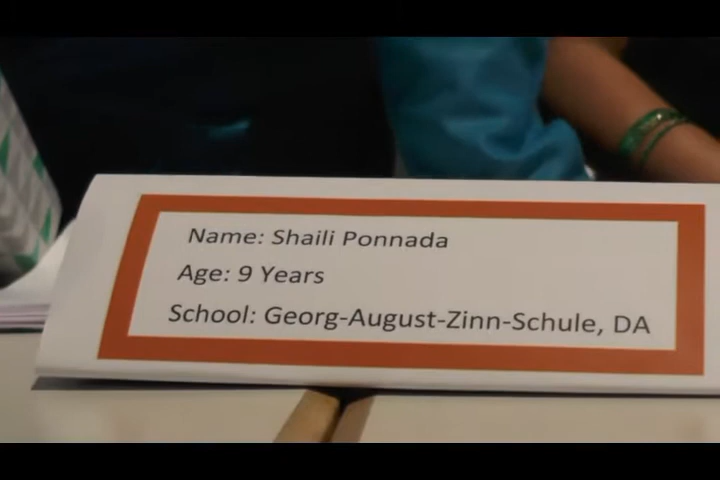 Name: Shaili Ponnada
Age: 9 Years
School: Georg-August-Zinn-Schule, DA